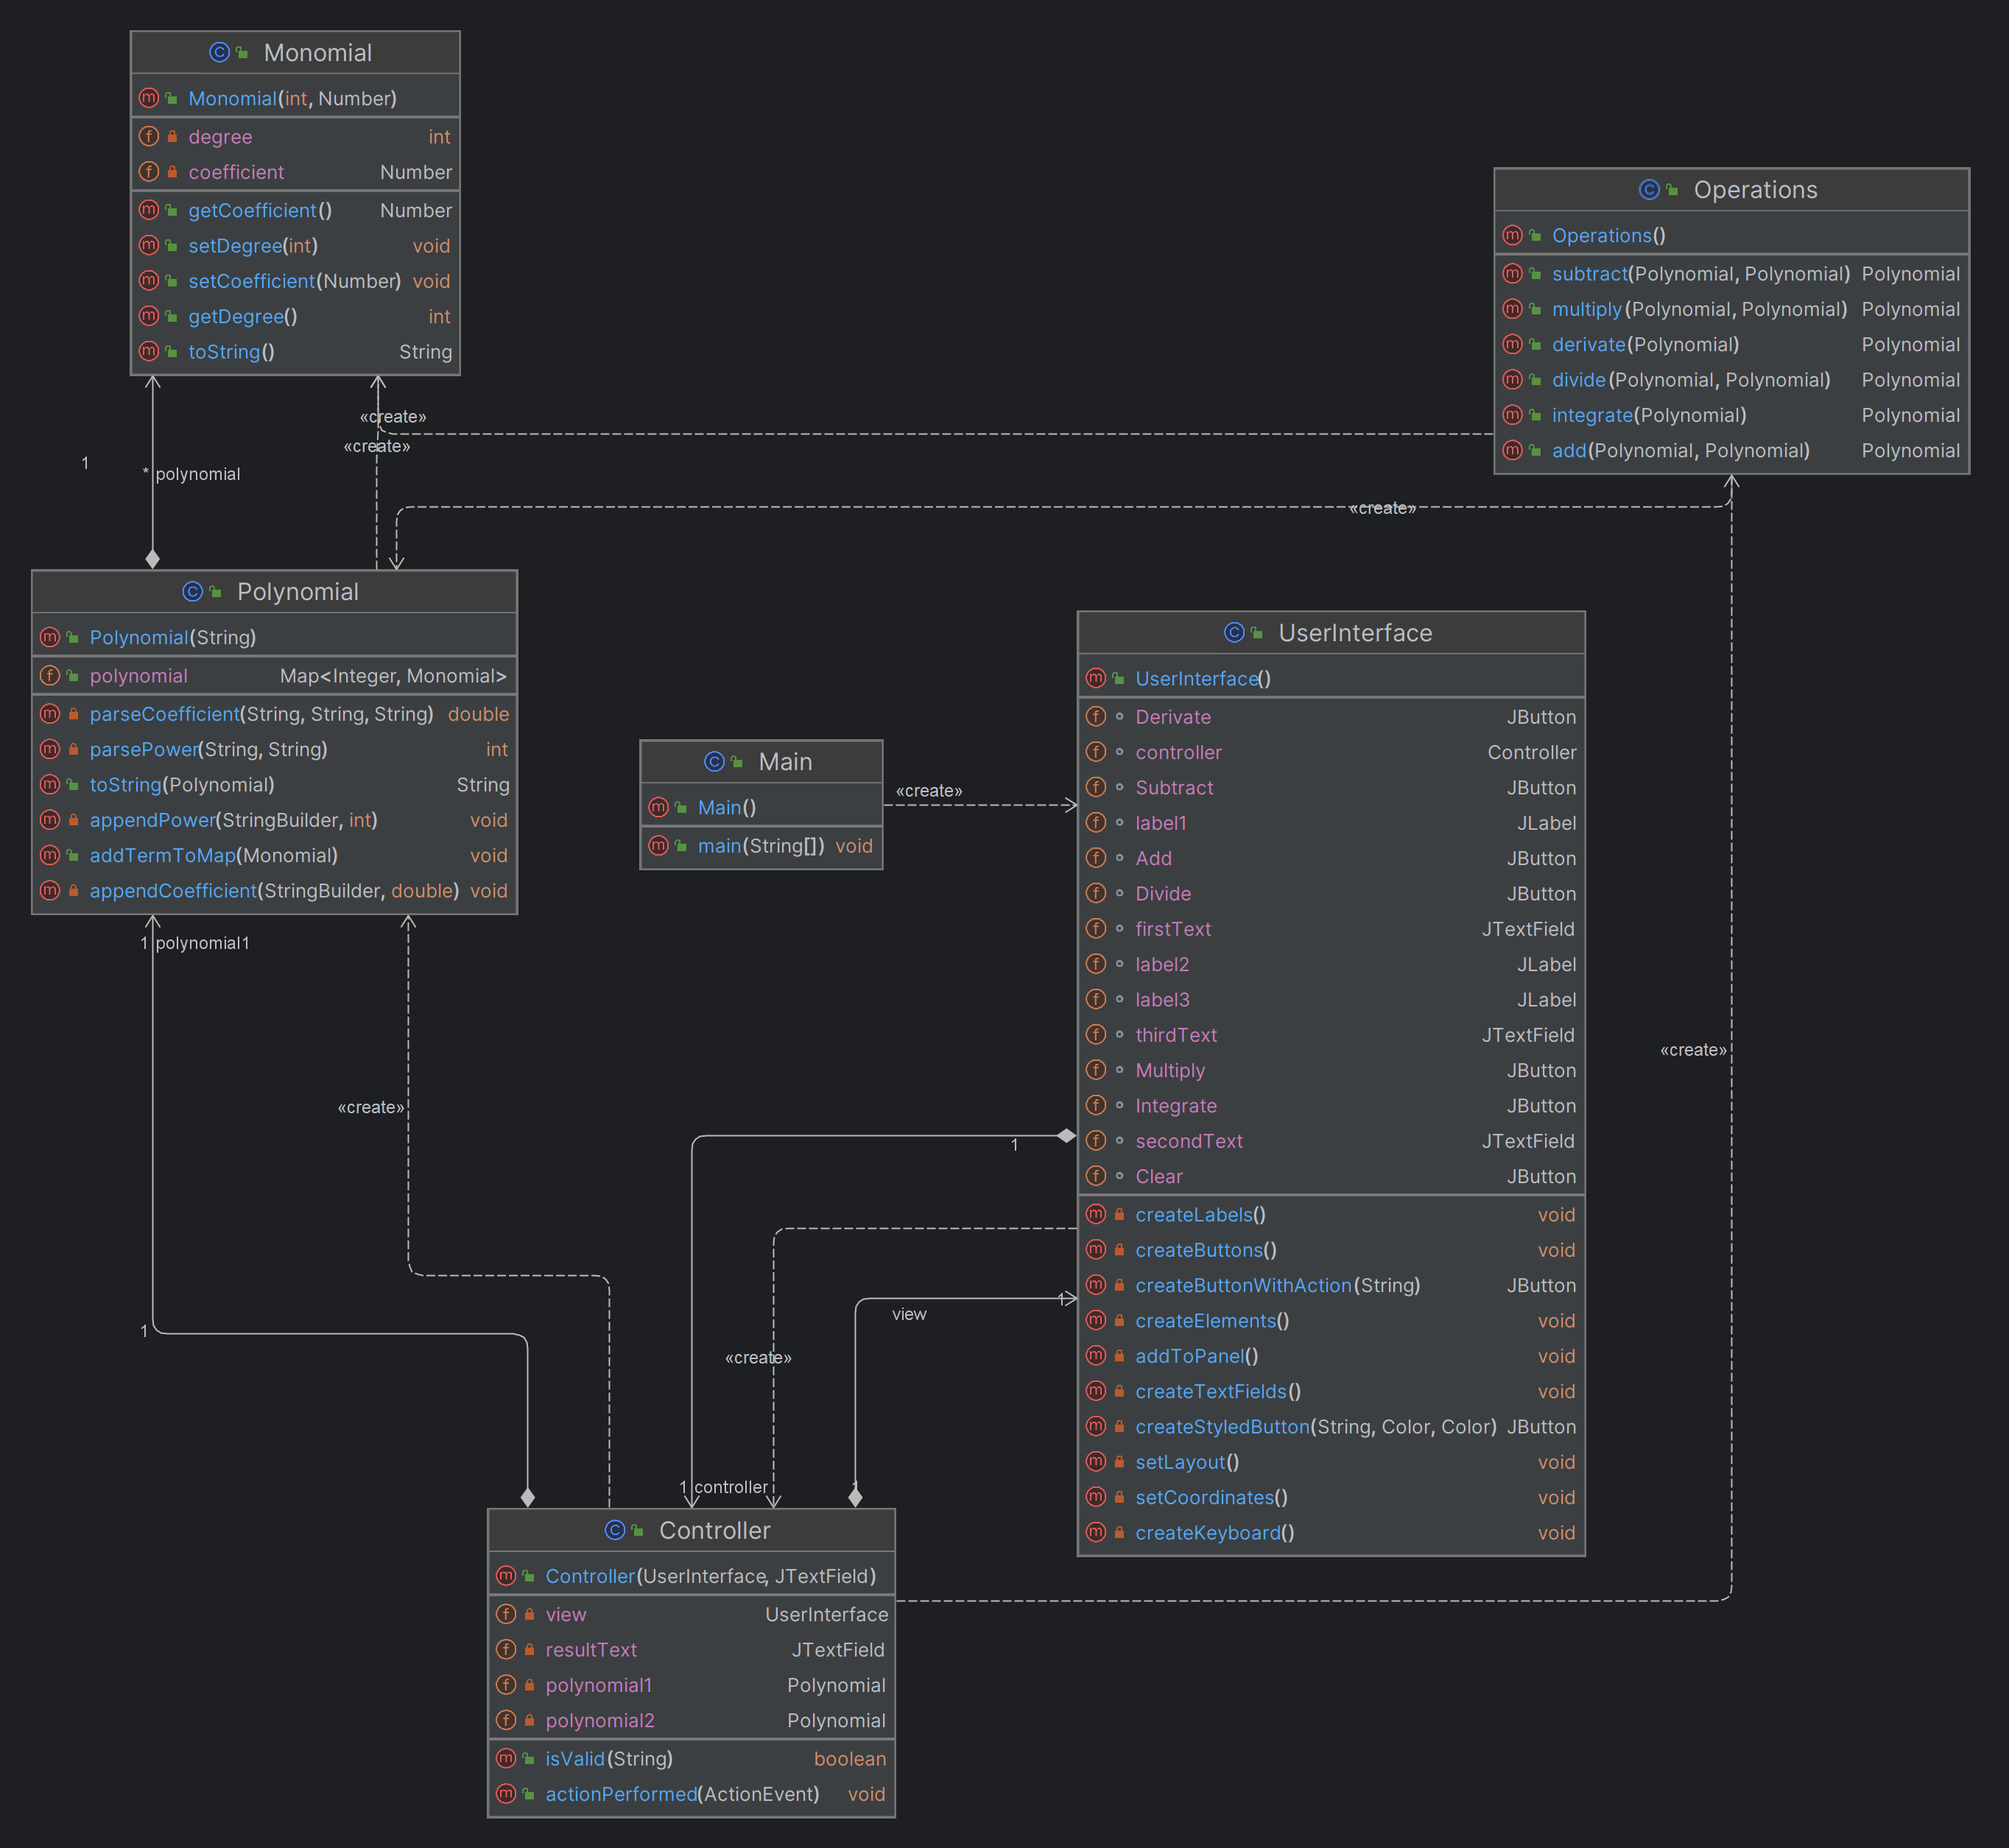 Monomial
Monomial(int, Number)
degree int
coefficient Number
getCoefficient() Number
setDegree(int) void
setCoefficient(Number) void
getDegree() int
toString() String
Operations
Operations()
subtract(Polynomial, Polynomial) Polynomial
multiply(Polynomial, Polynomial) Polynomial
derivate(Polynomial) Polynomial
divide(Polynomial, Polynomial) Polynomial
integrate(Polynomial) Polynomial
add(Polynomial, Polynomial) Polynomial
«create»
«create»
1
* polynomial
«create»
Polynomial
Polynomial(String)
polynomial Map<Integer, Monomial>
parseCoefficient(String, String, String) double
parsePower(String, String) int
toString(Polynomial) String
appendPower(StringBuilder, int) void
addTermToMap(Monomial) void
appendCoefficient(StringBuilder, double) void
Main
Main()
main(String[]) void
«create»
UserInterface
UserInterface()
Derivate JButton
controller Controller
Subtract JButton
label1 JLabel
Add JButton
Divide JButton
firstText JTextField
label2 JLabel
label3 JLabel
thirdText JTextField
Multiply JButton
Integrate JButton
secondText JTextField
Clear JButton
createLabels() void
createButtons() void
createButtonWithAction(String) JButton
createElements() void
addToPanel() void
createTextFields() void
createStyledButton(String, Color, Color) JButton
setLayout() void
setCoordinates() void
createKeyboard() void
1 polynomial1
«create»
«create»
1
1
view
1
«create»
1 controller
1
Controller
Controller(UserInterface, JTextField)
view UserInterface
resultText JTextField
polynomial1 Polynomial
polynomial2 Polynomial
isValid(String) boolean
actionPerformed(ActionEvent) void